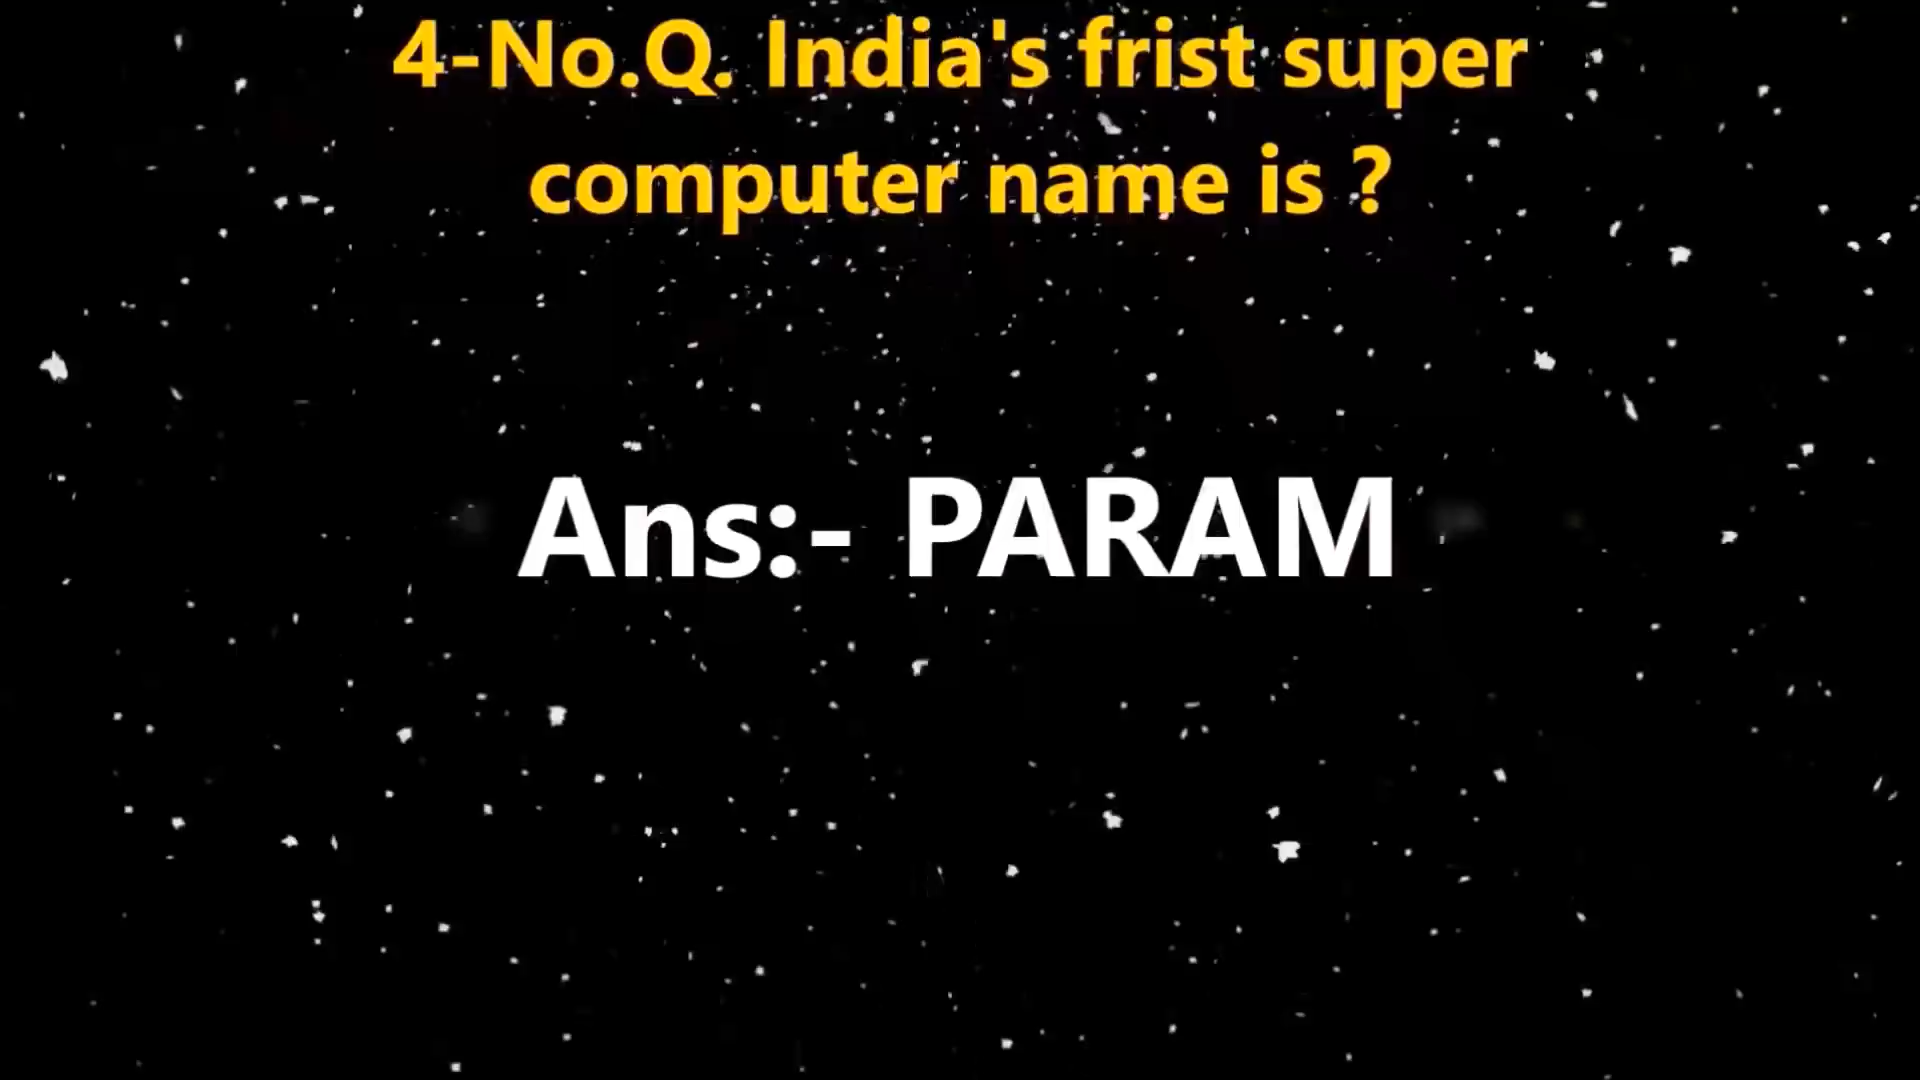 4-No.Q. India's frist super
computer name is ?
Ans:- PARAM